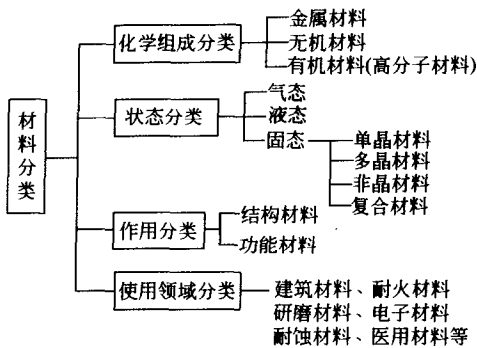 材料分类
化学组成分类
金属材料
无机材料
有机材料(高分子材料)
状态分类
气态
液态
固态
单晶材料
多晶材料
非晶材料
复合材料
作用分类
结构材料
功能材料
使用领域分类
建筑材料、耐火材料
研磨材料、电子材料
耐蚀材料、医用材料等